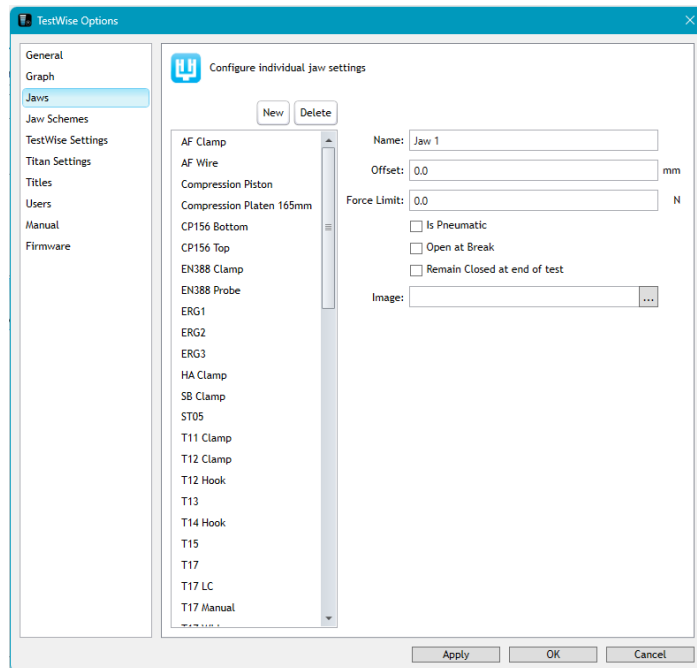 TestWise Options
General
Graph
Jaws
Jaw Schemes
TestWise Settings
Titan Settings
Titles
Users
Manual
Firmware
Configure individual jaw settings
New Delete
AF Clamp
AF Wire
Compression Piston
Compression Platen 165mm
CP156 Bottom
CP156 Top
EN388 Clamp
EN388 Probe
ERG1
ERG2
ERG3
HA Clamp
SB Clamp
ST05
T11 Clamp
T12 Clamp
T12 Hook
T13
T14 Hook
T15
T17
T17 LC
T17 Manual
Name: Jaw 1
Offset: 0.0 mm
Force Limit: 0.0 N
Is Pneumatic
Open at Break
Remain Closed at end of test
Image: ...
Apply OK Cancel